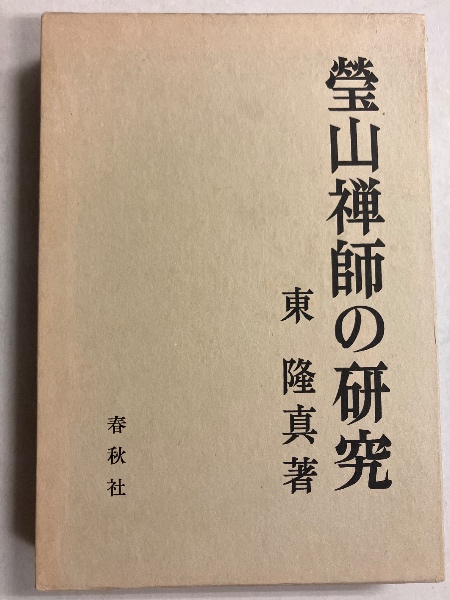 瑩山禅師の研究
東 隆真著
春秋社